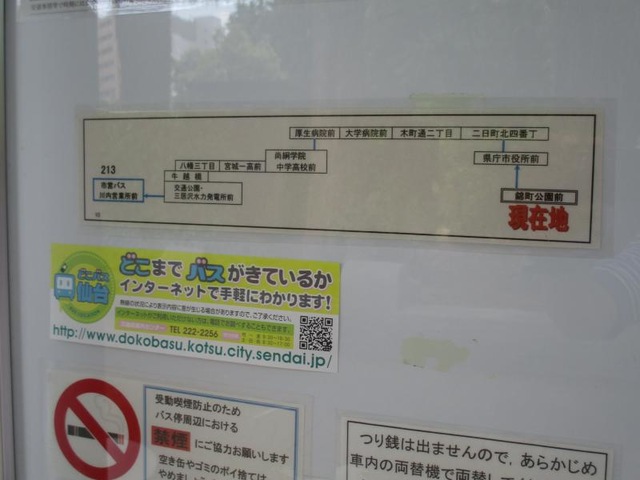 厚生病院前 大学病院前 木町通二丁目 二日町北四番丁
尚絅学院
中学高校前
県庁市役所前
213
八幡三丁目 宮城一高前
牛越橋
市営バス
川内営業所前
交通公園・
三居沢水力発電所前
錦町公園前
現在地
どこバス
仙台
どこまでバスがきているか
インターネットで手軽にわかります!
TEL 222-2256
http://www.dokobasu.kotsu.city.sendai.jp/
受動喫煙防止のため
バス停周辺における
禁煙にご協力お願いします
空き缶やゴミのポイ捨ては
つり銭は出ませんので,あらかじめ
車内の両替機で両替して